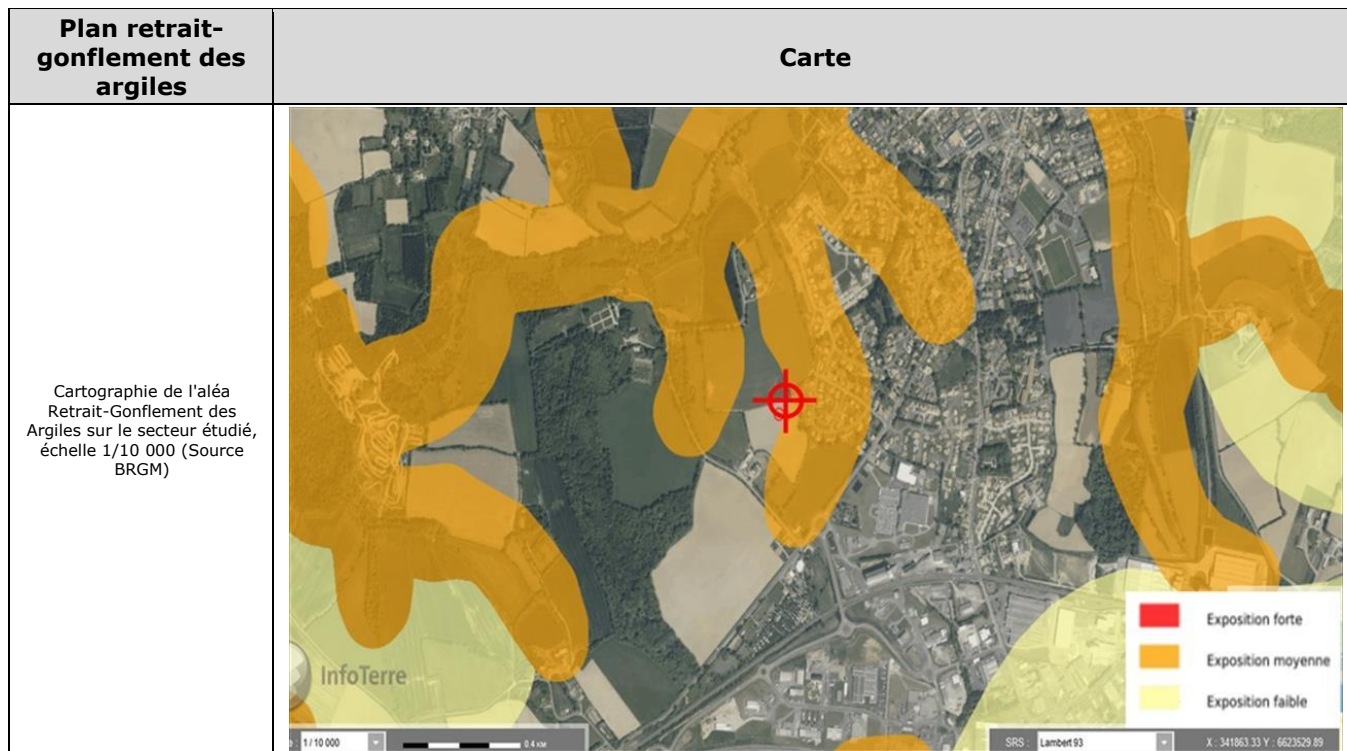 Plan retrait-
gonflement des
argiles
Carte
Cartographie de l'aléa
Retrait-Gonflement des
Argiles sur le secteur étudié,
échelle 1/10 000 (Source
BRGM)
InfoTerre
Exposition forte
Exposition moyenne
Exposition faible
1/10 000
0.4 KM
SRS : Lambert 93
X : 341863.33 Y : 6623529.89